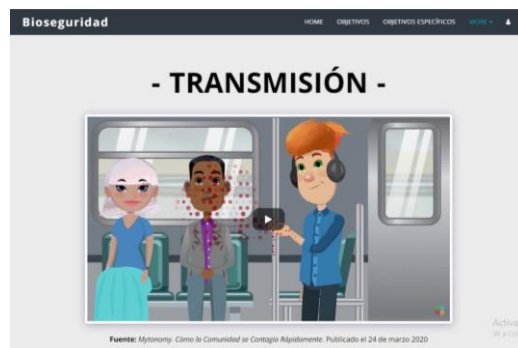 Bioseguridad
HOME OBJETIVOS OBJETIVOS ESPECÍFICOS MORE
- TRANSMISIÓN -
Fuente: Mytonomy. Cómo la Comunidad se Contagia Rápidamente. Publicado el 24 de marzo 2020